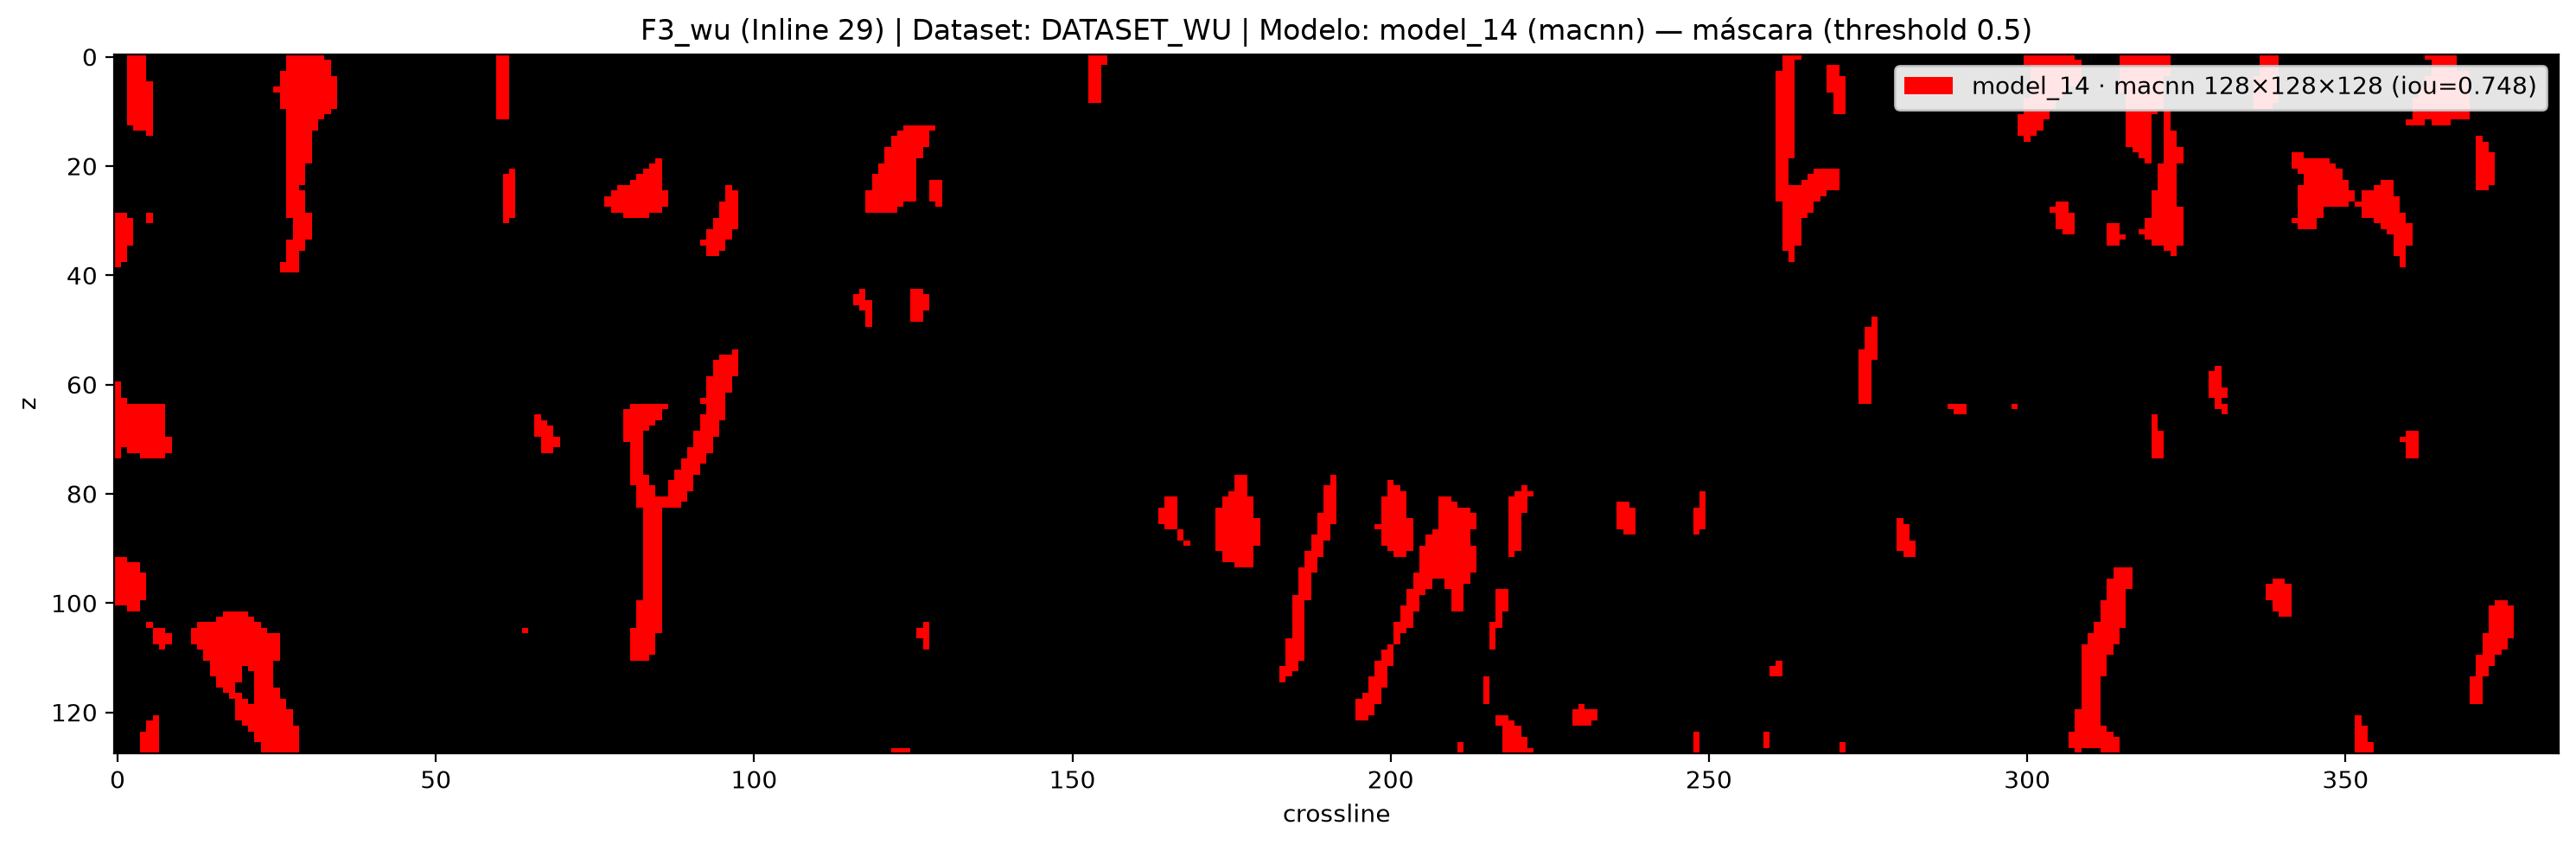 F3_wu (Inline 29) | Dataset: DATASET_WU | Modelo: model_14 (macnn) — máscara (threshold 0.5)
model_14 · macnn 128×128×128 (iou=0.748)
0
20
40
60
80
100
120
z
0 50 100 150 200 250 300 350
crossline